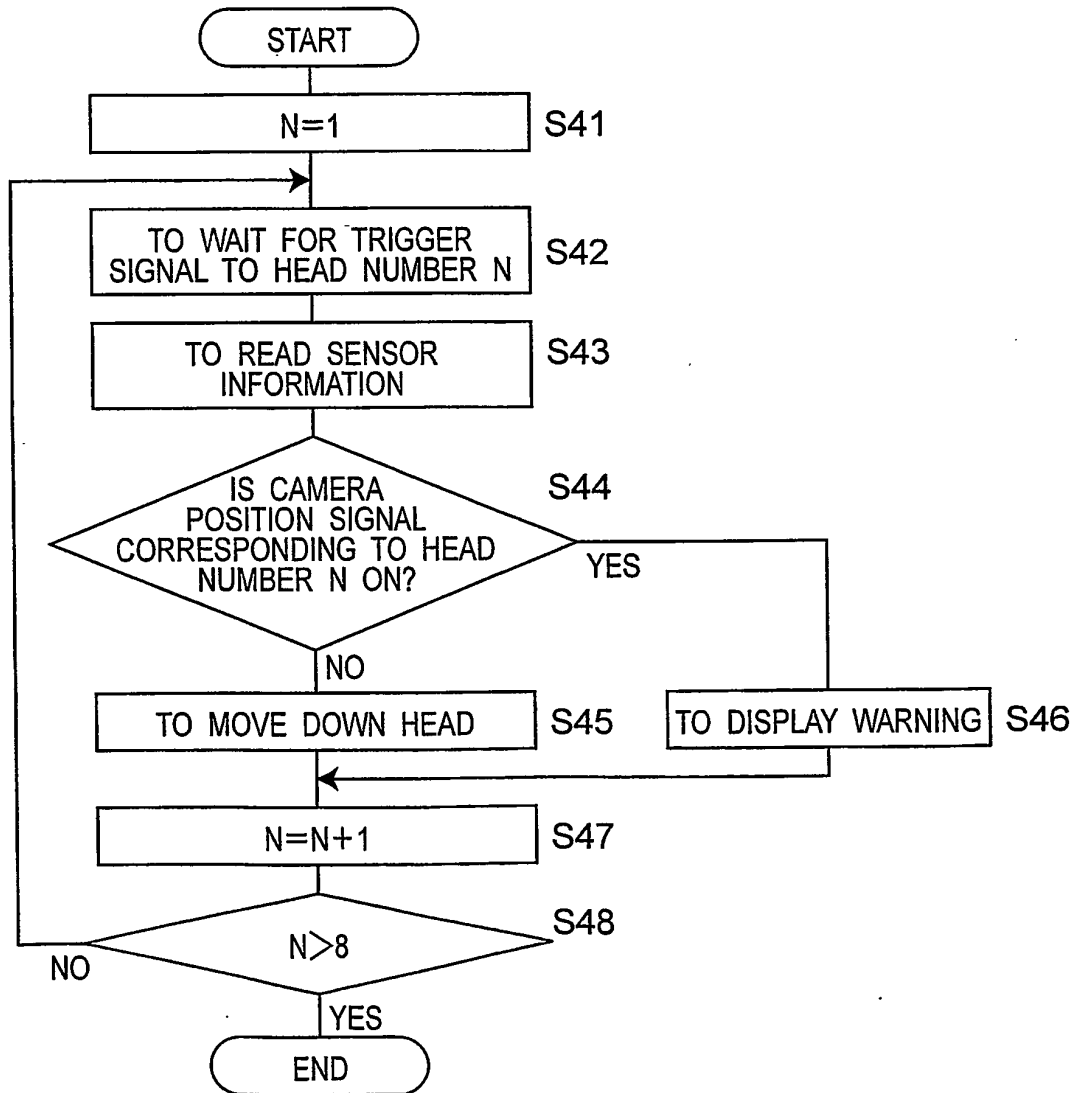 START
N=1
S41
TO WAIT FOR TRIGGER
SIGNAL TO HEAD NUMBER N
S42
TO READ SENSOR
INFORMATION
S43
IS CAMERA
POSITION SIGNAL
CORRESPONDING TO HEAD
NUMBER N ON?
S44
YES
NO
TO MOVE DOWN HEAD
S45
TO DISPLAY WARNING
S46
N=N+1
S47
N>8
S48
NO
YES
END